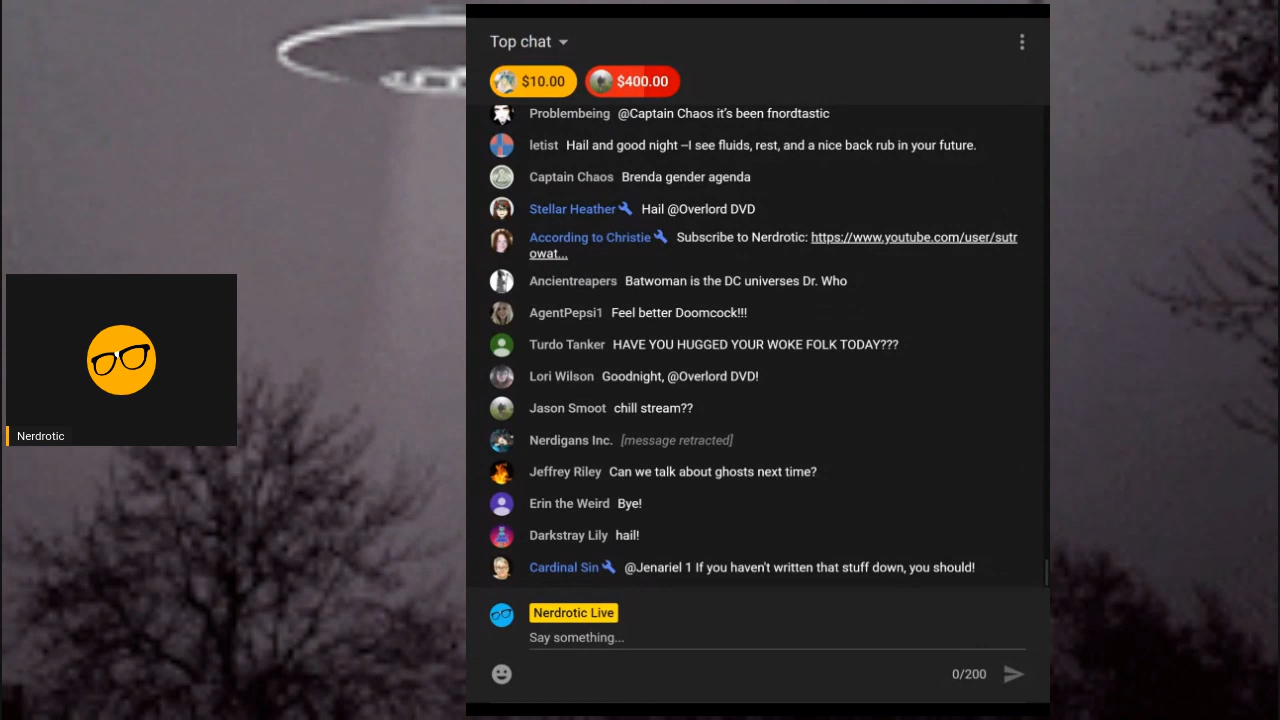 Top chat
$10.00 $400.00
Problembeing @Captain Chaos it's been fnordtastic
letist Hail and good night –I see fluids, rest, and a nice back rub in your future.
Captain Chaos Brenda gender agenda
Stellar Heather Hail @Overlord DVD
According to Christie Subscribe to Nerdrotic: https://www.youtube.com/user/sutr
owat...
Ancientreapers Batwoman is the DC universes Dr. Who
AgentPepsi1 Feel better Doomcock!!!
Turdo Tanker HAVE YOU HUGGED YOUR WOKE FOLK TODAY???
Lori Wilson Goodnight, @Overlord DVD!
Jason Smoot chill stream??
Nerdigans Inc. [message retracted]
Jeffrey Riley Can we talk about ghosts next time?
Erin the Weird Bye!
Darkstray Lily hail!
Cardinal Sin @Jenariel 1 If you haven't written that stuff down, you should!
Nerdrotic Live
Say something...
0/200
Nerdrotic